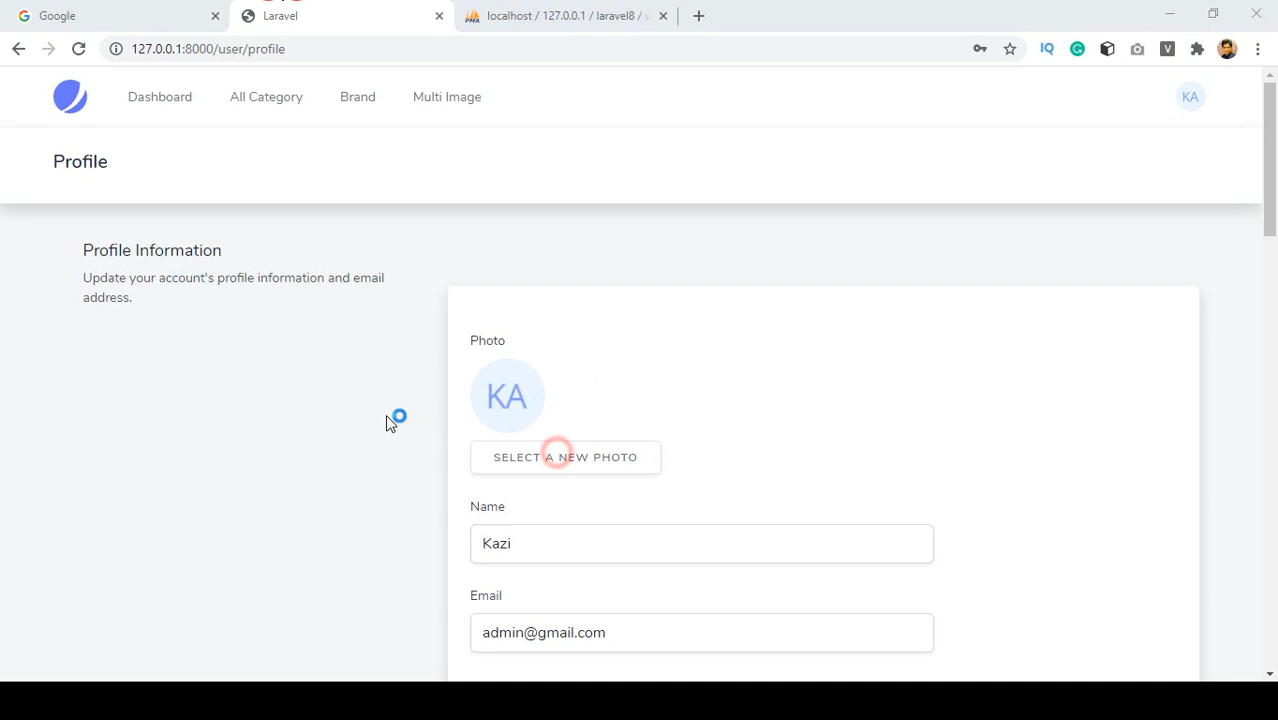 Google
Laravel
localhost / 127.0.0.1 / laravel8 / u
127.0.0.1:8000/user/profile
IQ
V
Dashboard
All Category
Brand
Multi Image
KA
Profile
Profile Information
Update your account's profile information and email
address.
Photo
KA
SELECT A NEW PHOTO
Name
Kazi
Email
admin@gmail.com